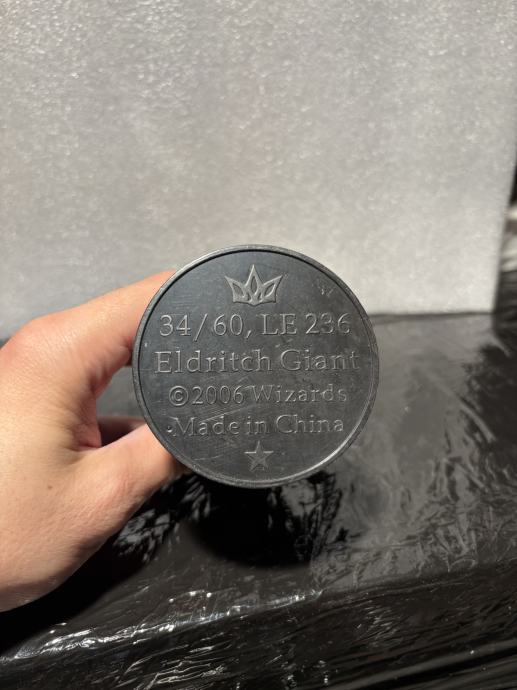 34/60, LE 236
Eldritch Giant
©2006 Wizards
Made in China